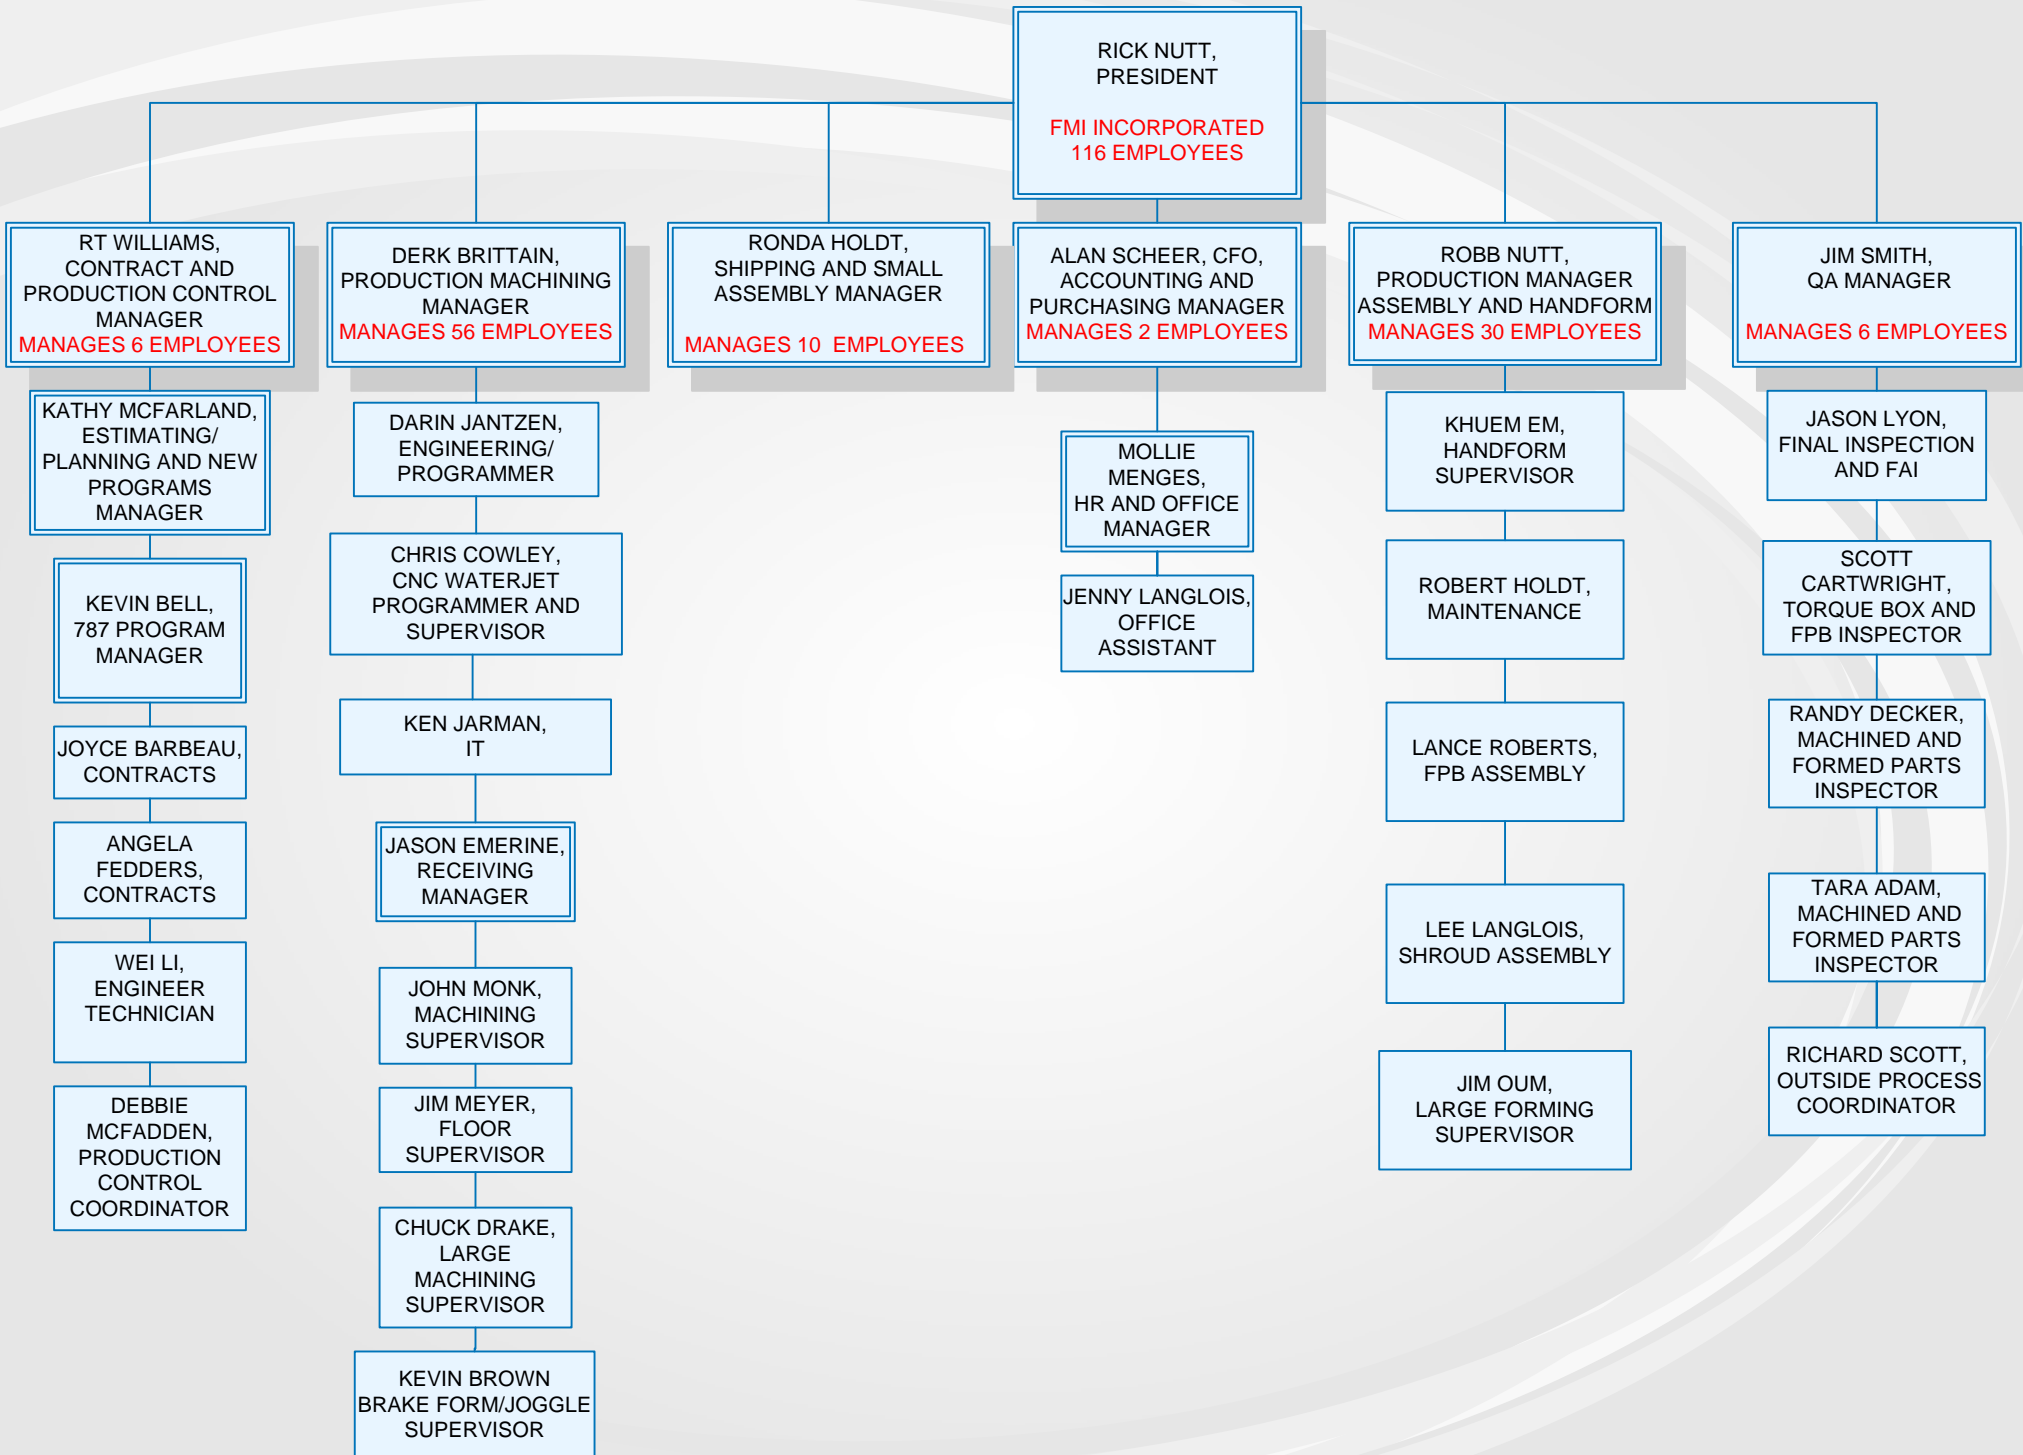 RICK NUTT,
PRESIDENT
FMI INCORPORATED
116 EMPLOYEES
RT WILLIAMS,
CONTRACT AND
PRODUCTION CONTROL
MANAGER
MANAGES 6 EMPLOYEES
KATHY MCFARLAND,
ESTIMATING/
PLANNING AND NEW
PROGRAMS
MANAGER
KEVIN BELL,
787 PROGRAM
MANAGER
JOYCE BARBEAU,
CONTRACTS
ANGELA
FEDDERS,
CONTRACTS
WEI LI,
ENGINEER
TECHNICIAN
DEBBIE
MCFADDEN,
PRODUCTION
CONTROL
COORDINATOR
DERK BRITTAIN,
PRODUCTION MACHINING
MANAGER
MANAGES 56 EMPLOYEES
DARIN JANTZEN,
ENGINEERING/
PROGRAMMER
CHRIS COWLEY,
CNC WATERJET
PROGRAMMER AND
SUPERVISOR
KEN JARMAN,
IT
JASON EMERINE,
RECEIVING
MANAGER
JOHN MONK,
MACHINING
SUPERVISOR
JIM MEYER,
FLOOR
SUPERVISOR
CHUCK DRAKE,
LARGE
MACHINING
SUPERVISOR
KEVIN BROWN
BRAKE FORM/JOGGLE
SUPERVISOR
RONDA HOLDT,
SHIPPING AND SMALL
ASSEMBLY MANAGER
MANAGES 10 EMPLOYEES
ALAN SCHEER, CFO,
ACCOUNTING AND
PURCHASING MANAGER
MANAGES 2 EMPLOYEES
MOLLIE
MENGES,
HR AND OFFICE
MANAGER
JENNY LANGLOIS,
OFFICE
ASSISTANT
ROBB NUTT,
PRODUCTION MANAGER
ASSEMBLY AND HANDFORM
MANAGES 30 EMPLOYEES
KHUEM EM,
HANDFORM
SUPERVISOR
ROBERT HOLDT,
MAINTENANCE
LANCE ROBERTS,
FPB ASSEMBLY
LEE LANGLOIS,
SHROUD ASSEMBLY
JIM OUM,
LARGE FORMING
SUPERVISOR
JIM SMITH,
QA MANAGER
MANAGES 6 EMPLOYEES
JASON LYON,
FINAL INSPECTION
AND FAI
SCOTT
CARTWRIGHT,
TORQUE BOX AND
FPB INSPECTOR
RANDY DECKER,
MACHINED AND
FORMED PARTS
INSPECTOR
TARA ADAM,
MACHINED AND
FORMED PARTS
INSPECTOR
RICHARD SCOTT,
OUTSIDE PROCESS
COORDINATOR